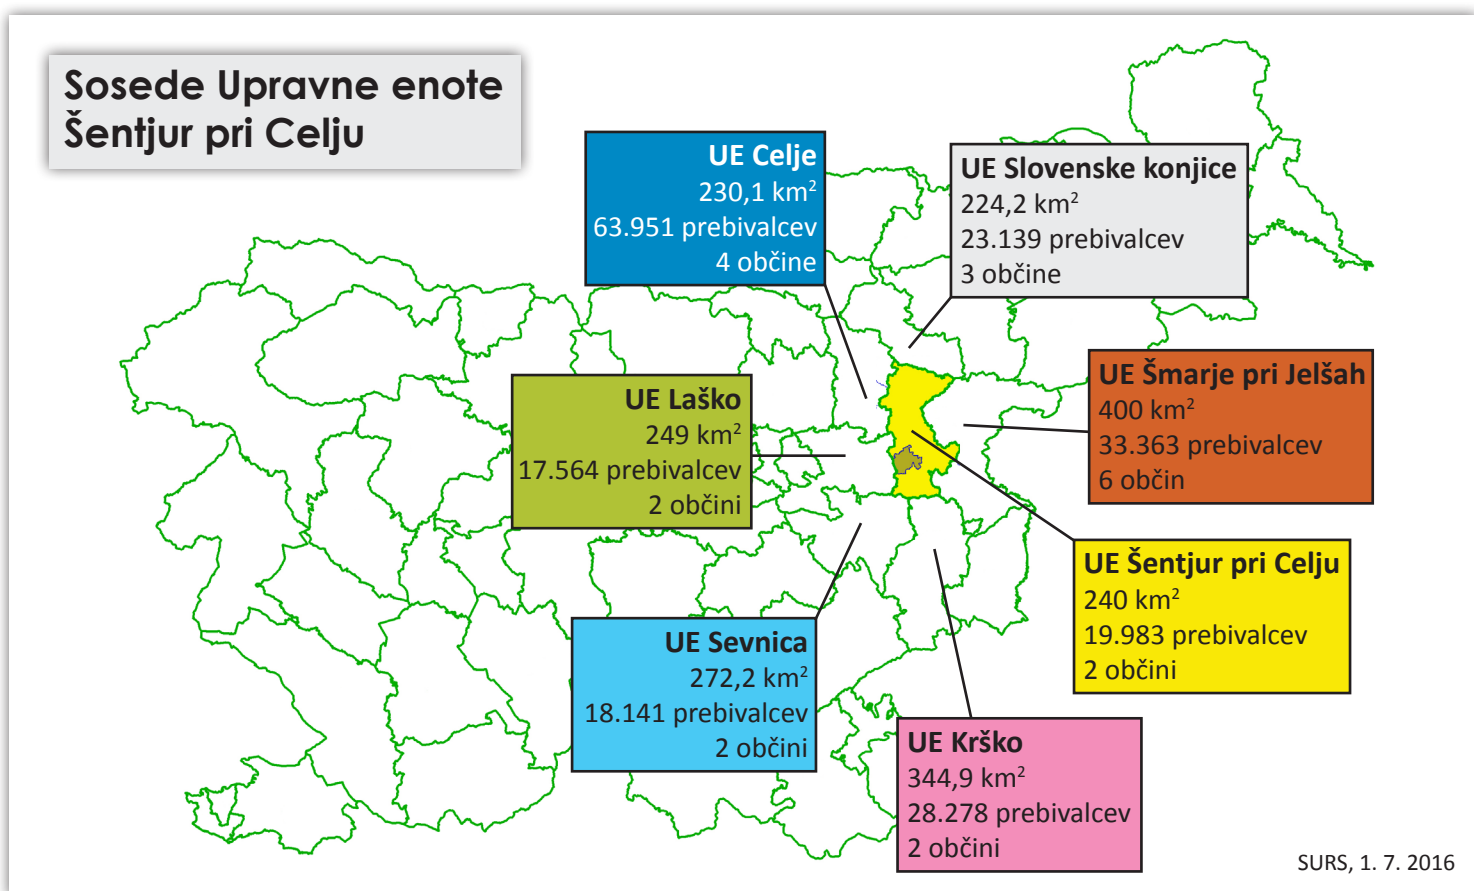 Sosede Upravne enote
Šentjur pri Celju
UE Celje
230,1 km²
63.951 prebivalcev
4 občine
UE Slovenske konjice
224,2 km²
23.139 prebivalcev
3 občine
UE Laško
249 km²
17.564 prebivalcev
2 občini
UE Šmarje pri Jelšah
400 km²
33.363 prebivalcev
6 občin
UE Šentjur pri Celju
240 km²
19.983 prebivalcev
2 občini
UE Sevnica
272,2 km²
18.141 prebivalcev
2 občini
UE Krško
344,9 km²
28.278 prebivalcev
2 občini
SURS, 1. 7. 2016